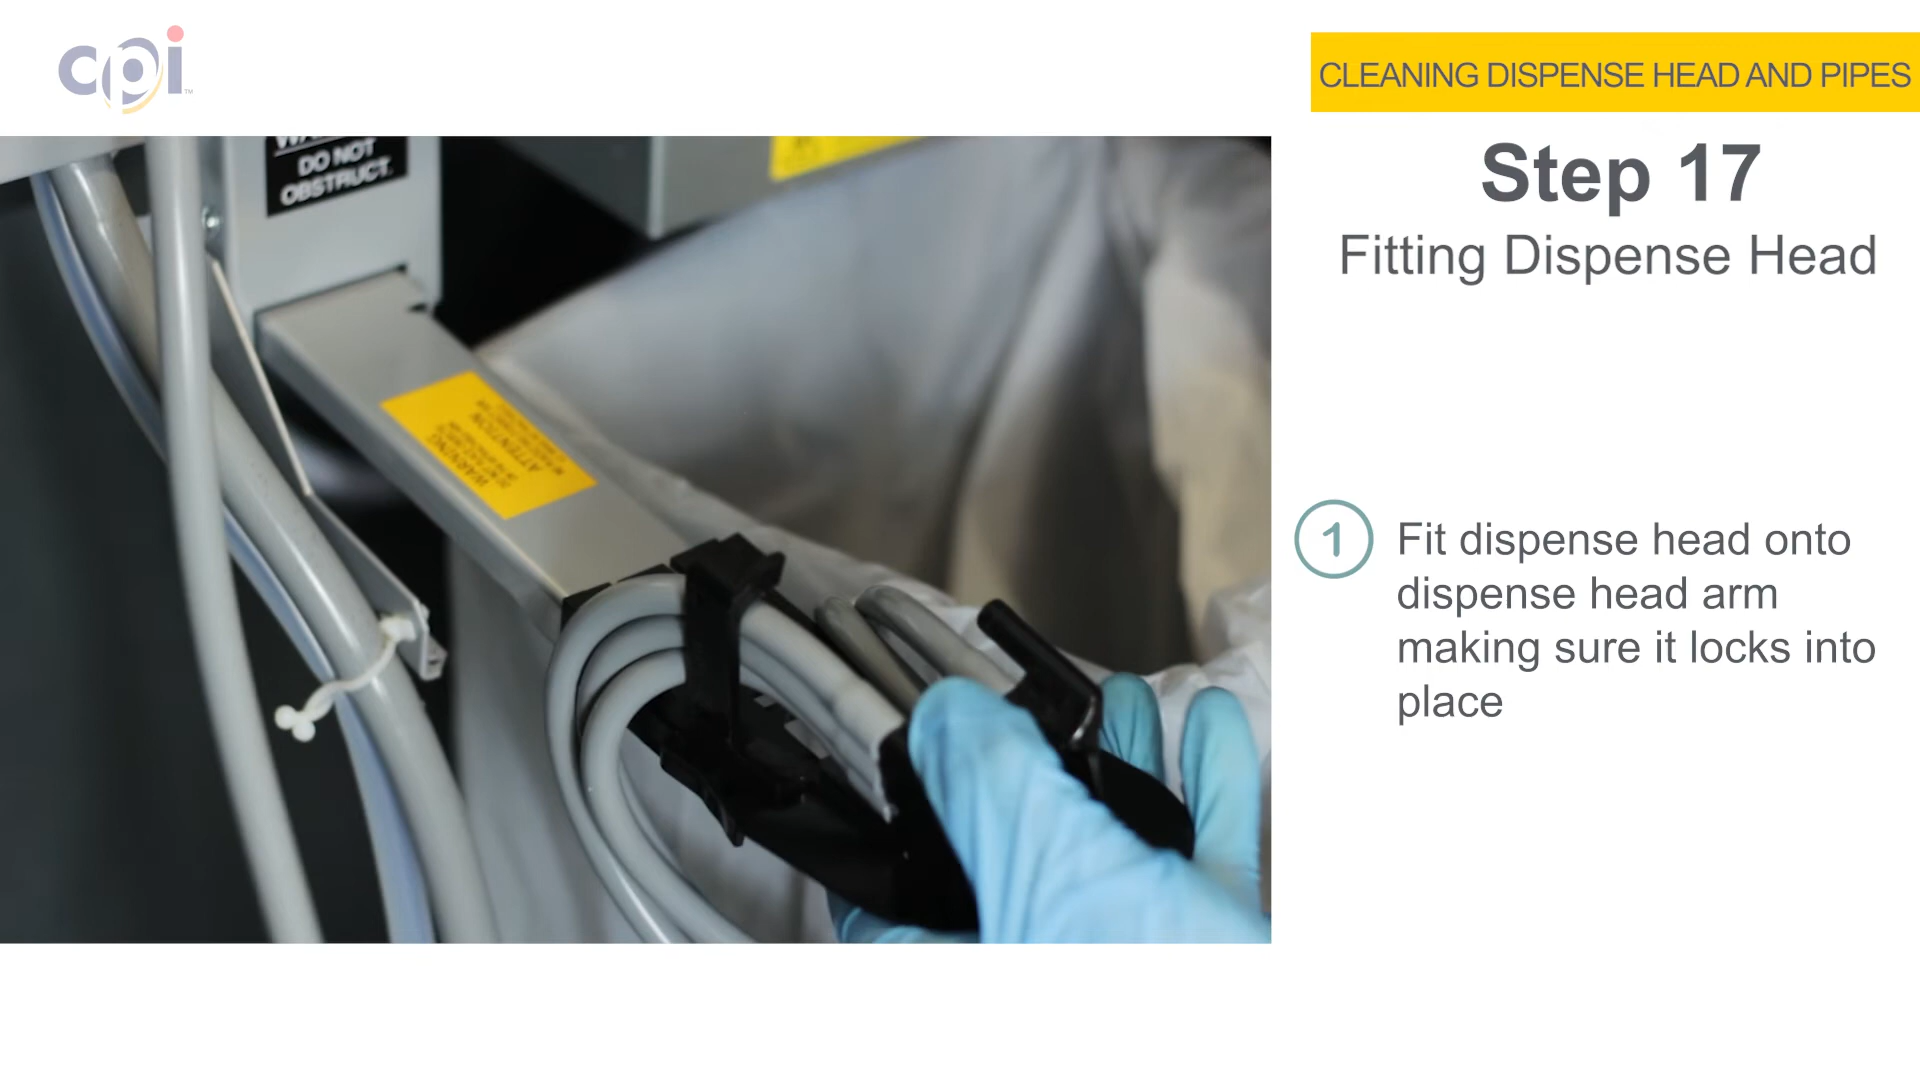 cpi
TM
CLEANING DISPENSE HEAD AND PIPES
Step 17
Fitting Dispense Head
DO NOT
OBSTRUCT.
WARNING
ATTENTION
1
Fit dispense head onto
dispense head arm
making sure it locks into
place